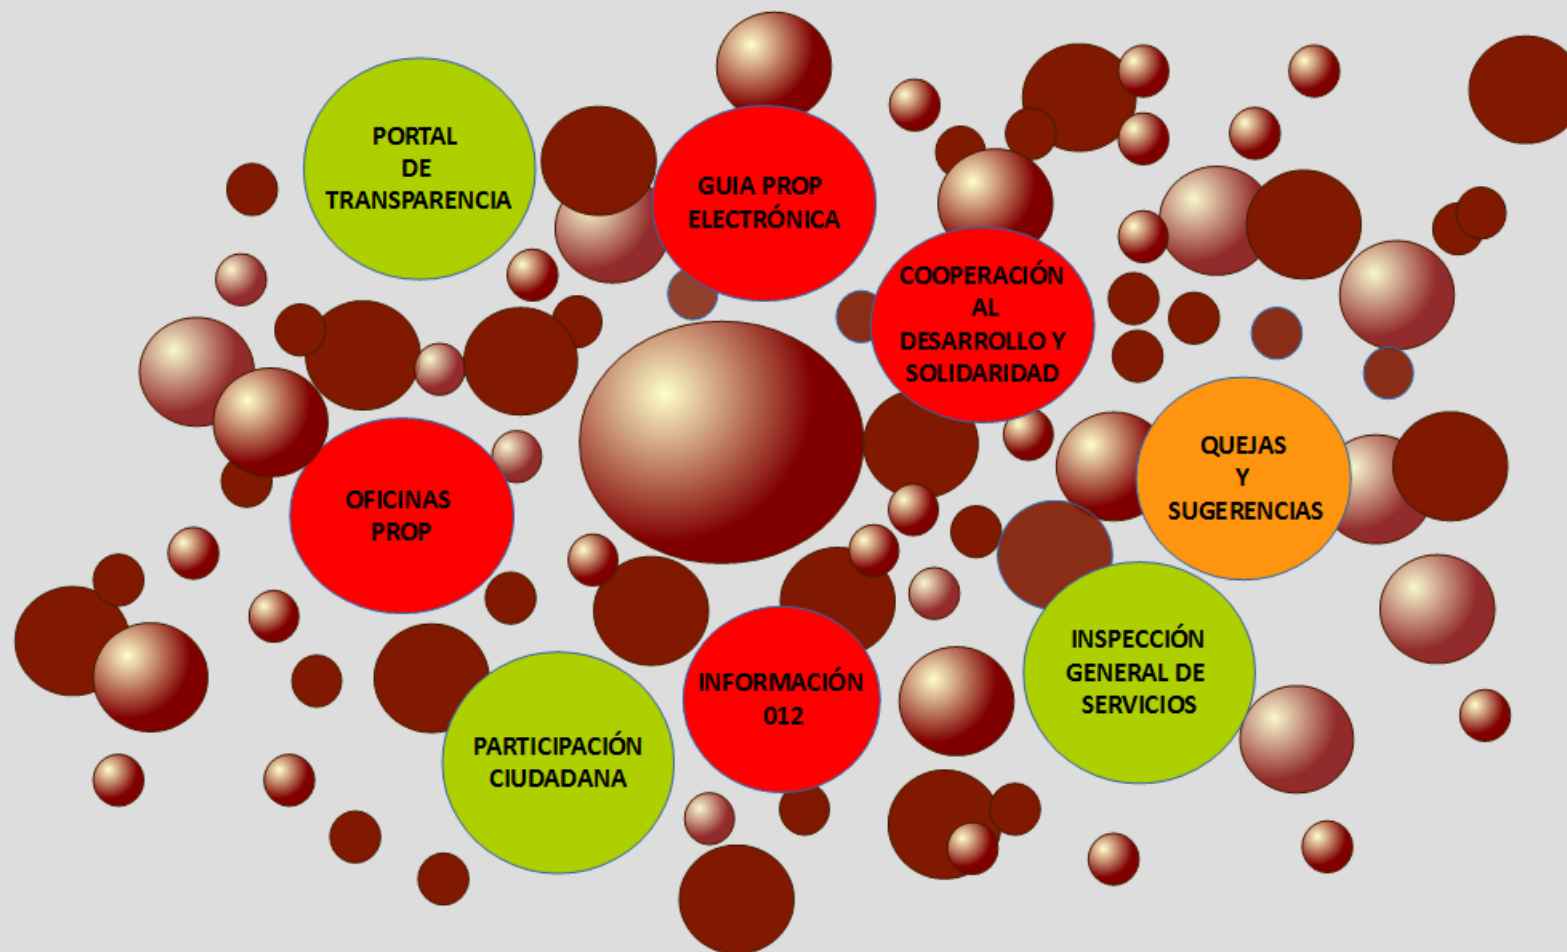 PORTAL
DE
TRANSPARENCIA
GUIA PROP
ELECTRÓNICA
COOPERACIÓN
AL
DESARROLLO Y
SOLIDARIDAD
QUEJAS
Y
SUGERENCIAS
OFICINAS
PROP
INSPECCIÓN
GENERAL DE
SERVICIOS
INFORMACIÓN
012
PARTICIPACIÓN
CIUDADANA